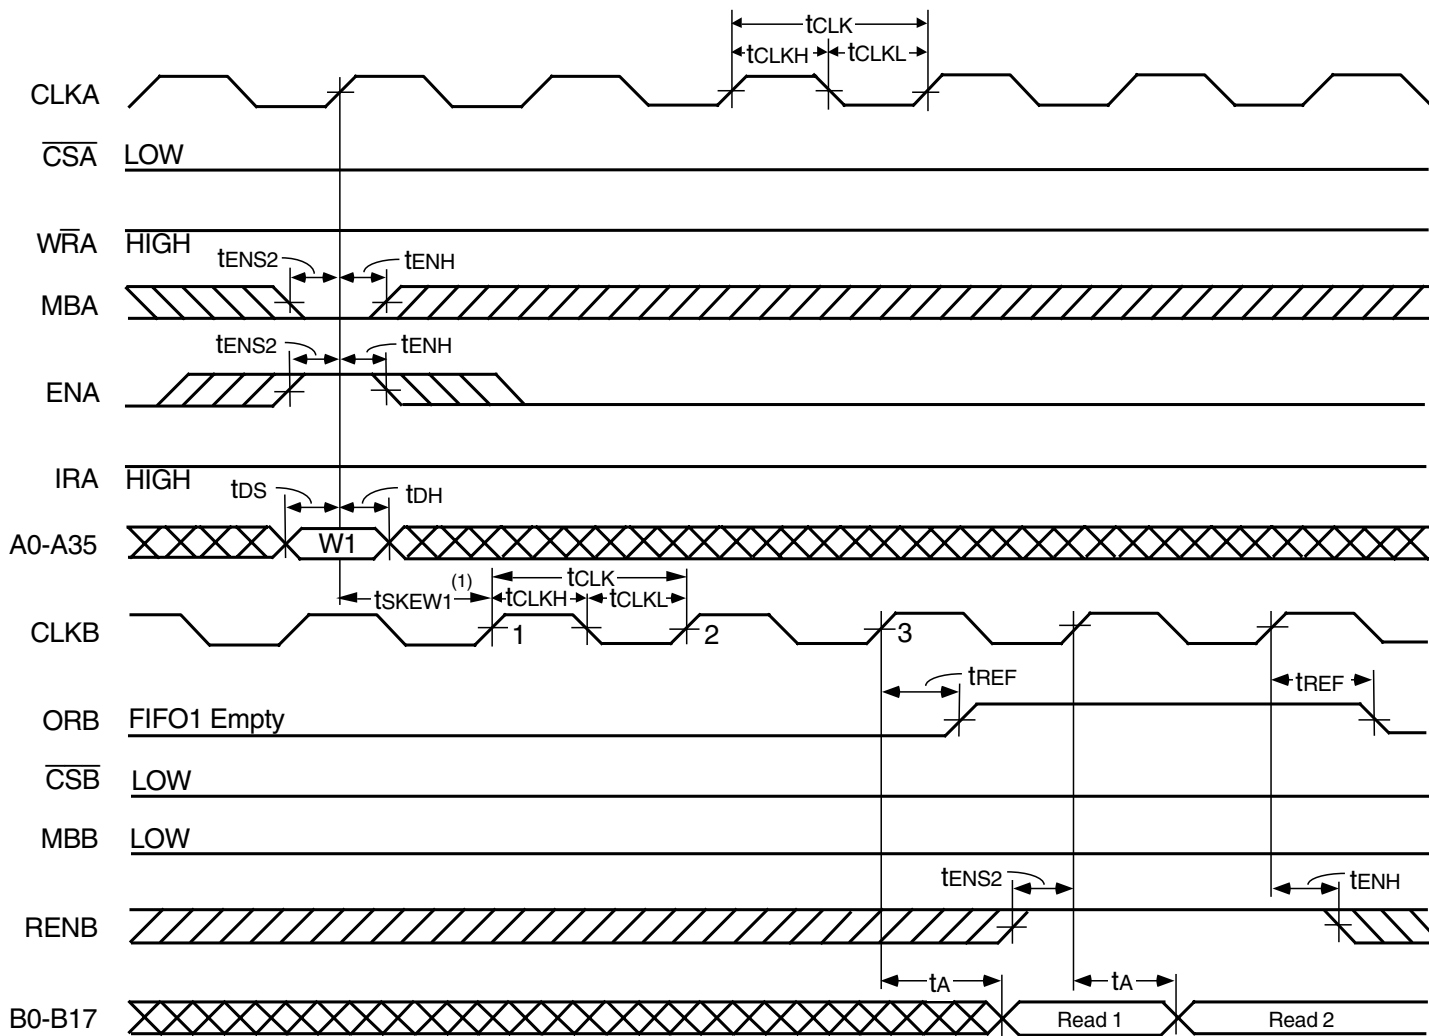 tCLK
tCLKH tCLKL
CLKA
CSA LOW
WRA HIGH
tENS2 tENH
MBA
tENS2 tENH
ENA
IRA HIGH
tDS tDH
A0-A35 W1
tSKEW1(1) tCLK
tCLKH tCLKL
CLKB 1 2 3
tREF tREF
ORB FIFO1 Empty
CSB LOW
MBB LOW
tENS2 tENH
RENB
tA tA
B0-B17 Read 1 Read 2